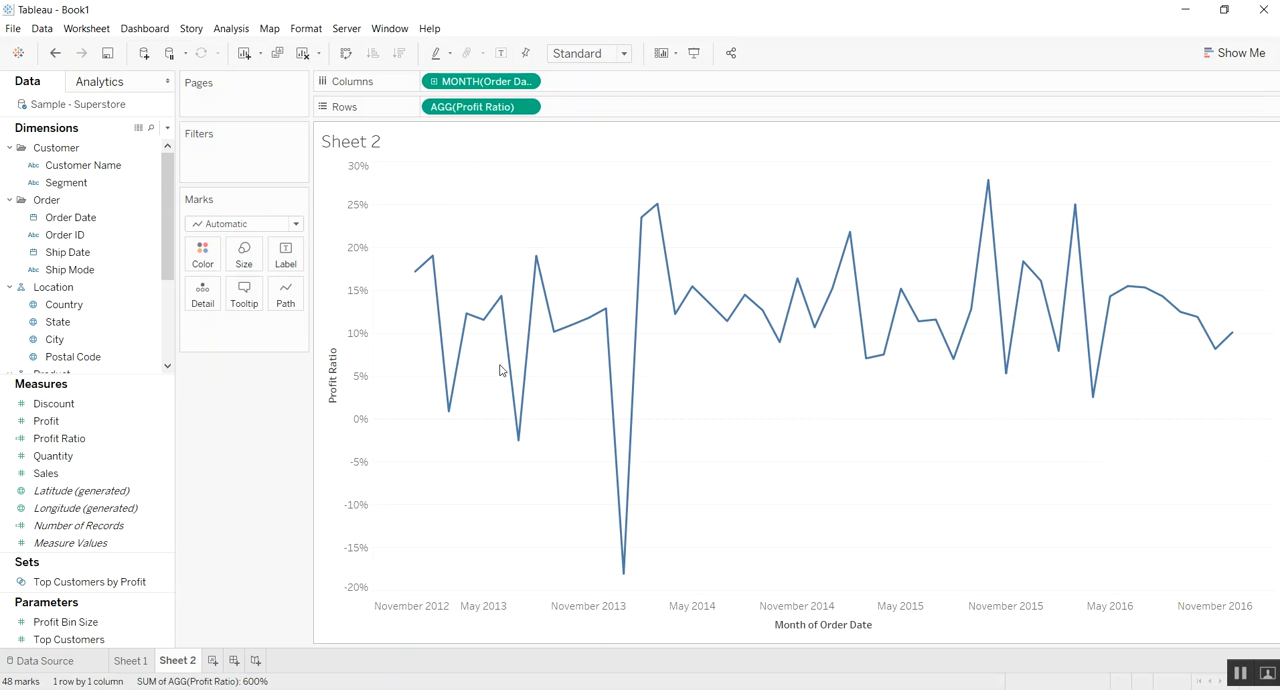 Tableau - Book1
File Data Worksheet Dashboard Story Analysis Map Format Server Window Help
Standard
Show Me
Data Analytics
Sample - Superstore
Dimensions
Customer
Abc Customer Name
Abc Segment
Order
Order Date
Abc Order ID
Ship Date
Abc Ship Mode
Location
Country
State
City
Postal Code
Measures
Discount
Profit
Profit Ratio
Quantity
Sales
Latitude (generated)
Longitude (generated)
Number of Records
Measure Values
Sets
Top Customers by Profit
Parameters
Profit Bin Size
Top Customers
Pages
Filters
Marks
Automatic
Color Size Label
Detail Tooltip Path
Columns MONTH(Order Da..
Rows AGG(Profit Ratio)
Sheet 2
30%
25%
20%
15%
10%
5%
0%
-5%
-10%
-15%
-20%
Profit Ratio
November 2012 May 2013 November 2013 May 2014 November 2014 May 2015 November 2015 May 2016 November 2016
Month of Order Date
Data Source Sheet 1 Sheet 2
48 marks 1 row by 1 column SUM of AGG(Profit Ratio): 600%